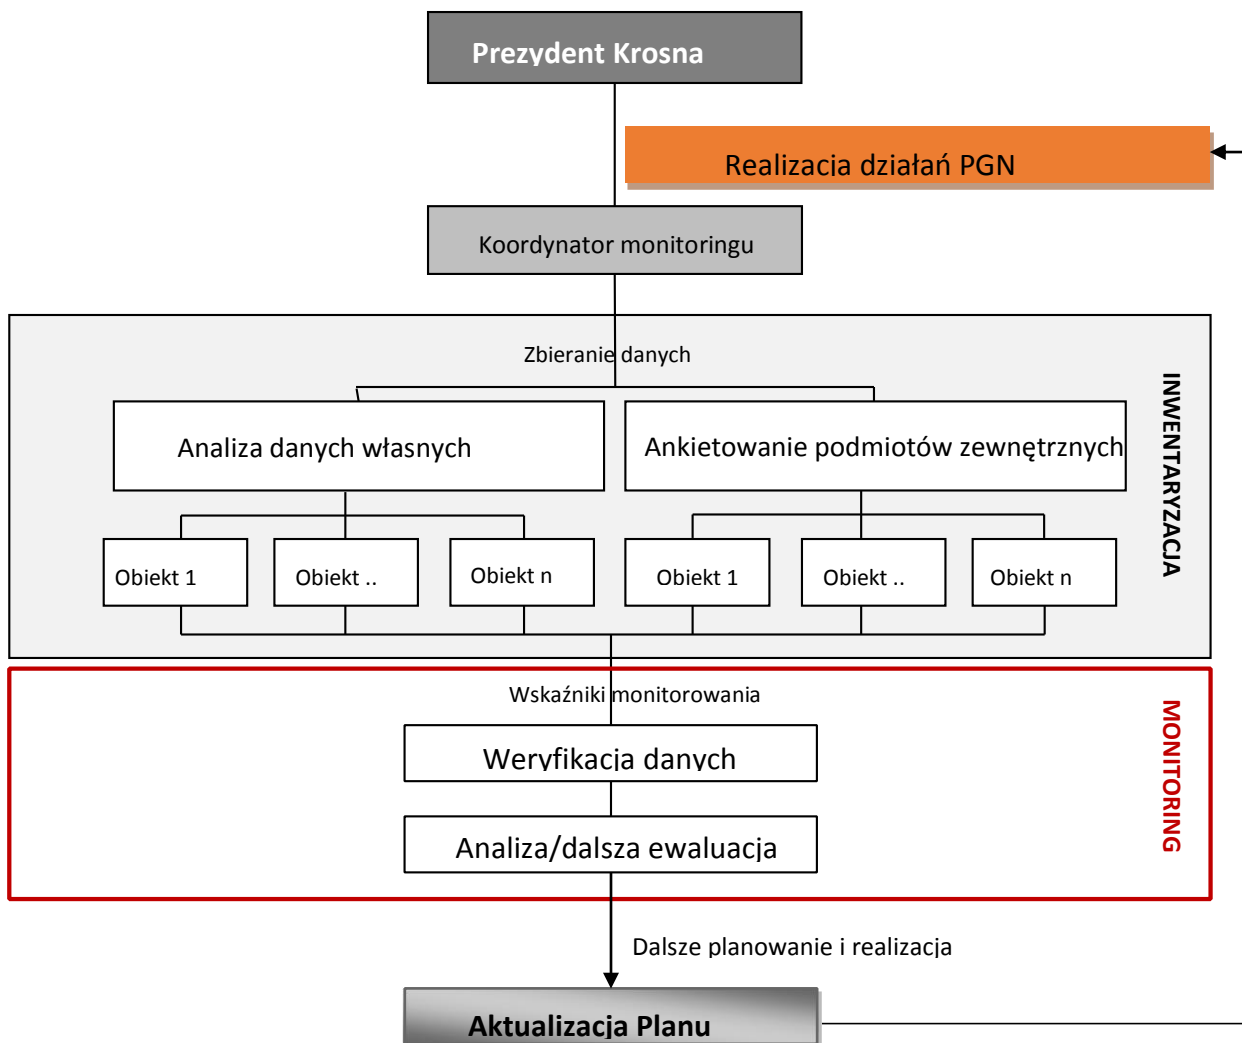 Prezydent Krosna
Realizacja działań PGN
Koordynator monitoringu
Zbieranie danych
INWENTARYZACJA
Analiza danych własnych
Ankietowanie podmiotów zewnętrznych
Obiekt 1
Obiekt ..
Obiekt n
Obiekt 1
Obiekt ..
Obiekt n
Wskaźniki monitorowania
MONITORING
Weryfikacja danych
Analiza/dalsza ewaluacja
Dalsze planowanie i realizacja
Aktualizacja Planu